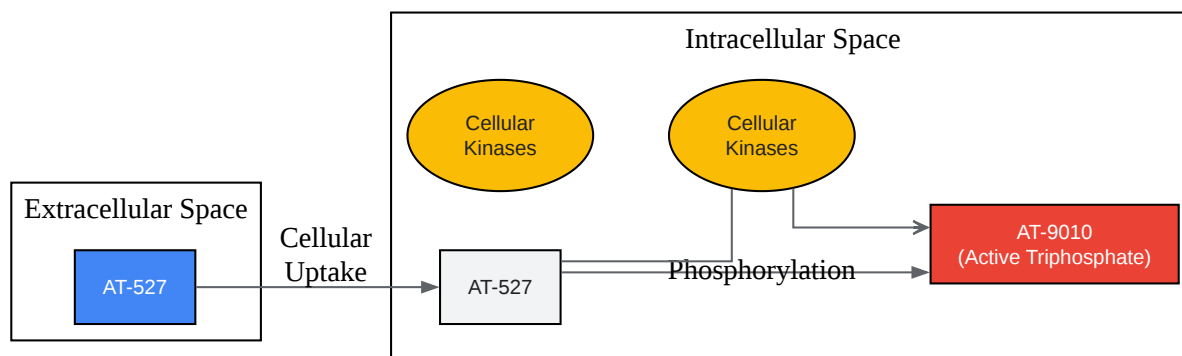 Intracellular Space
Cellular
Kinases
Cellular
Kinases
Extracellular Space
AT-527
Cellular
Uptake
AT-527
Phosphorylation
AT-9010
(Active Triphosphate)